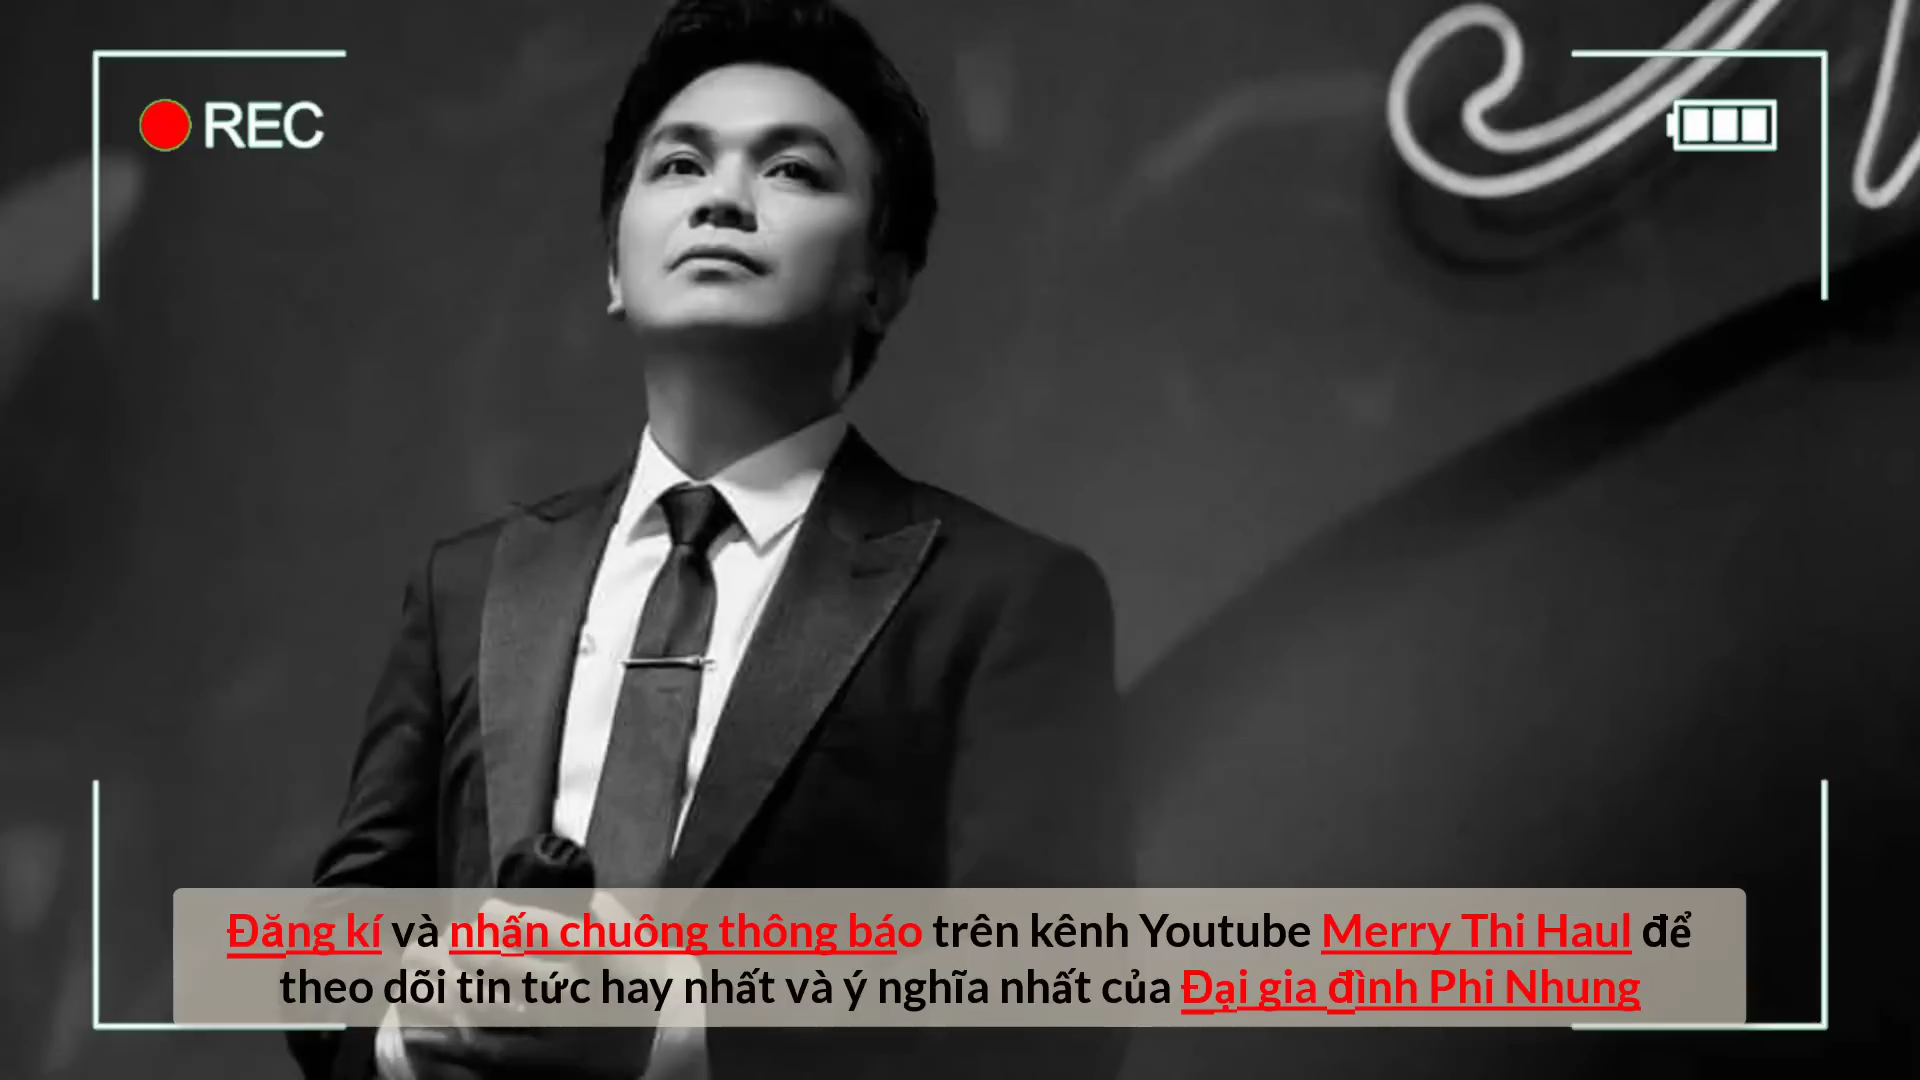 REC
Đăng kí và nhấn chuông thông báo trên kênh Youtube Merry Thi Haul để
theo dõi tin tức hay nhất và ý nghĩa nhất của Đại gia đình Phi Nhung